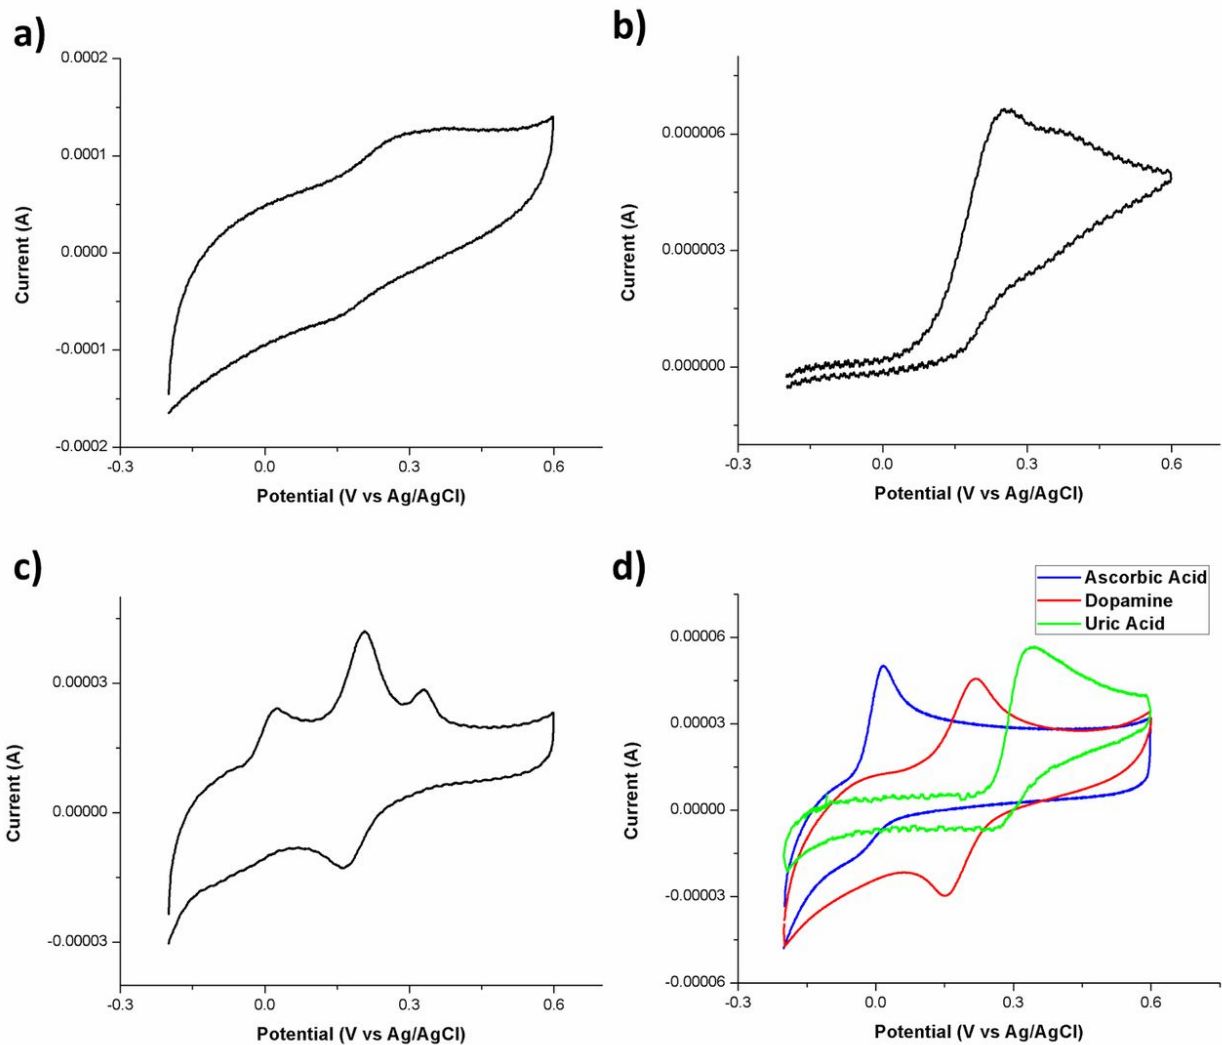 a)
0.0002
0.0001
0.0000
-0.0001
-0.0002
Current (A)
-0.3
0.0
0.3
0.6
Potential (V vs Ag/AgCl)
b)
0.000006
0.000003
0.000000
Current (A)
-0.3
0.0
0.3
0.6
Potential (V vs Ag/AgCl)
c)
0.00003
0.00000
-0.00003
Current (A)
-0.3
0.0
0.3
0.6
Potential (V vs Ag/AgCl)
d)
Ascorbic Acid
Dopamine
Uric Acid
0.00006
0.00003
0.00000
-0.00003
-0.00006
Current (A)
-0.3
0.0
0.3
0.6
Potential (V vs Ag/AgCl)